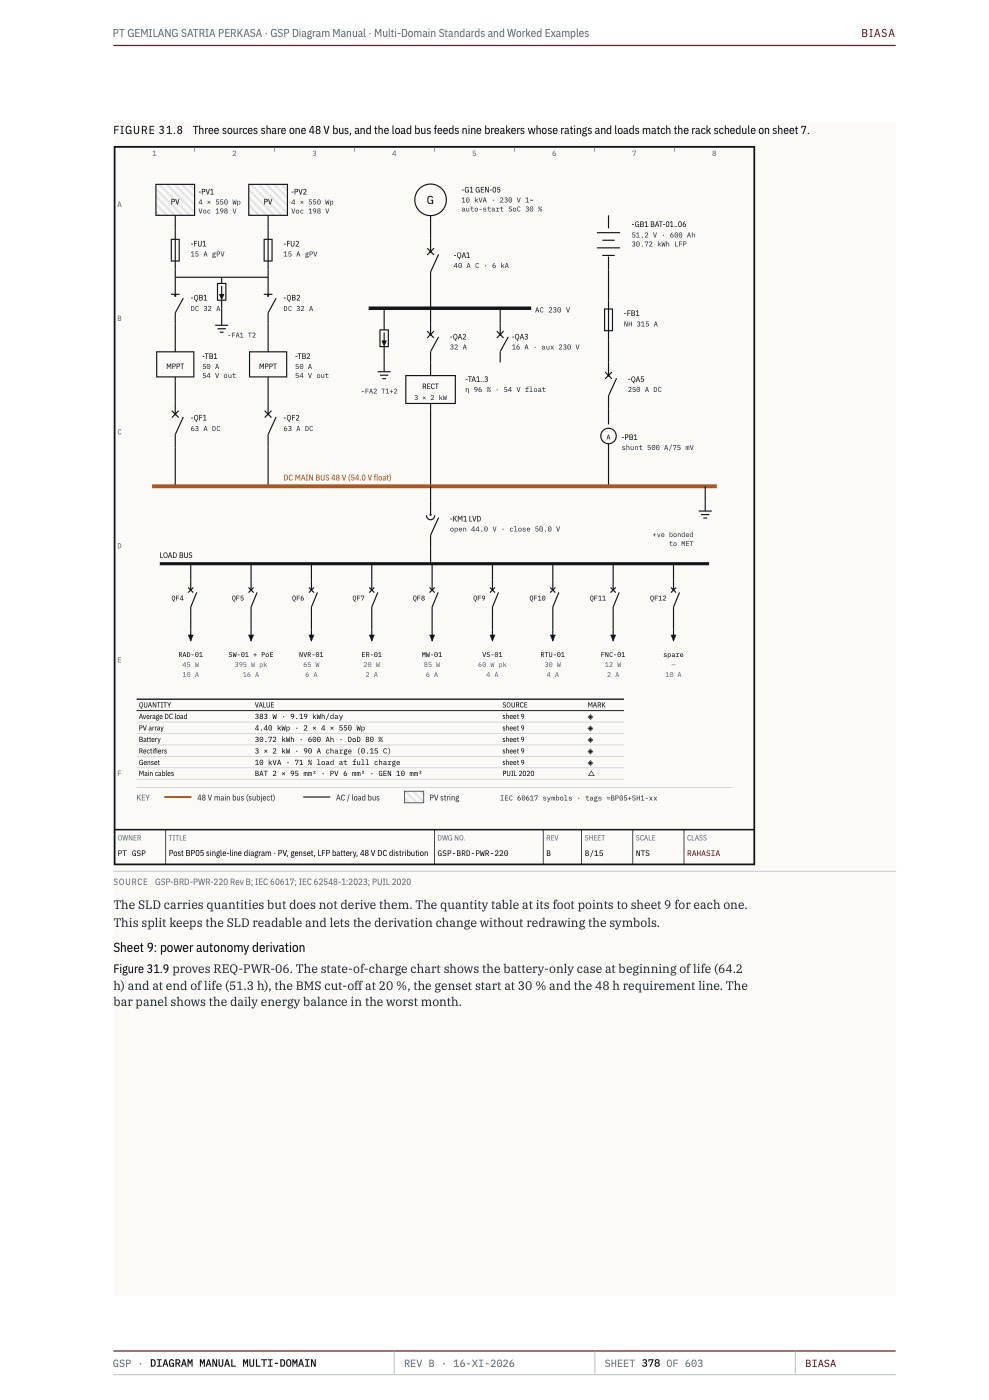 PT GEMILANG SATRIA PERKASA · GSP Diagram Manual · Multi-Domain Standards and Worked Examples BIASA
FIGURE 31.8 Three sources share one 48 V bus, and the load bus feeds nine breakers whose ratings and loads match the rack schedule on sheet 7.
1 2 3 4 5 6 7 8
A
B
C
D
E
F
PV
-PV1
4 × 550 Wp
Voc 198 V
PV
-PV2
4 × 550 Wp
Voc 198 V
G
-G1 GEN-05
10 kVA · 230 V 1~
auto-start SoC 30 %
-GB1 BAT-01..06
51.2 V · 600 Ah
30.72 kWh LFP
-FU1
15 A gPV
-FU2
15 A gPV
-QA1
40 A C · 6 kA
-QB1
DC 32 A
-QB2
DC 32 A
-FA1 T2
AC 230 V
-FB1
NH 315 A
-QA2
32 A
-QA3
16 A · aux 230 V
MPPT
-TB1
50 A
54 V out
MPPT
-TB2
50 A
54 V out
-FA2 T1+2
RECT
3 × 2 kW
-TA1..3
η 96 % · 54 V float
-QA5
250 A DC
-QF1
63 A DC
-QF2
63 A DC
A
-PB1
shunt 500 A/75 mV
DC MAIN BUS 48 V (54.0 V float)
-KM1 LVD
open 44.0 V · close 50.0 V
+ve bonded
to MET
LOAD BUS
QF4 QF5 QF6 QF7 QF8 QF9 QF10 QF11 QF12
RAD-01 SW-01 + PoE NVR-01 ER-01 MW-01 VS-01 RTU-01 FNC-01 spare
45 W 395 W pk 65 W 20 W 85 W 60 W pk 30 W 12 W —
10 A 16 A 6 A 2 A 6 A 4 A 4 A 2 A 10 A
QUANTITY VALUE SOURCE MARK
Average DC load 383 W · 9.19 kWh/day sheet 9 ◈
PV array 4.40 kWp · 2 × 4 × 550 Wp sheet 9 ◈
Battery 30.72 kWh · 600 Ah · DoD 80 % sheet 9 ◈
Rectifiers 3 × 2 kW · 90 A charge (0.15 C) sheet 9 ◈
Genset 10 kVA · 71 % load at full charge sheet 9 ◈
Main cables BAT 2 × 95 mm² · PV 6 mm² · GEN 10 mm² PUIL 2020 △
KEY 48 V main bus (subject) AC / load bus PV string IEC 60617 symbols · tags =BP05+SH1-xx
OWNER TITLE DWG NO. REV SHEET SCALE CLASS
PT GSP Post BP05 single-line diagram · PV, genset, LFP battery, 48 V DC distribution GSP-BRD-PWR-220 B 8/15 NTS RAHASIA
SOURCE GSP-BRD-PWR-220 Rev B; IEC 60617; IEC 62548-1:2023; PUIL 2020
The SLD carries quantities but does not derive them. The quantity table at its foot points to sheet 9 for each one.
This split keeps the SLD readable and lets the derivation change without redrawing the symbols.
Sheet 9: power autonomy derivation
Figure 31.9 proves REQ-PWR-06. The state-of-charge chart shows the battery-only case at beginning of life (64.2
h) and at end of life (51.3 h), the BMS cut-off at 20 %, the genset start at 30 % and the 48 h requirement line. The
bar panel shows the daily energy balance in the worst month.
GSP · DIAGRAM MANUAL MULTI-DOMAIN REV B · 16-XI-2026 SHEET 378 OF 603 BIASA